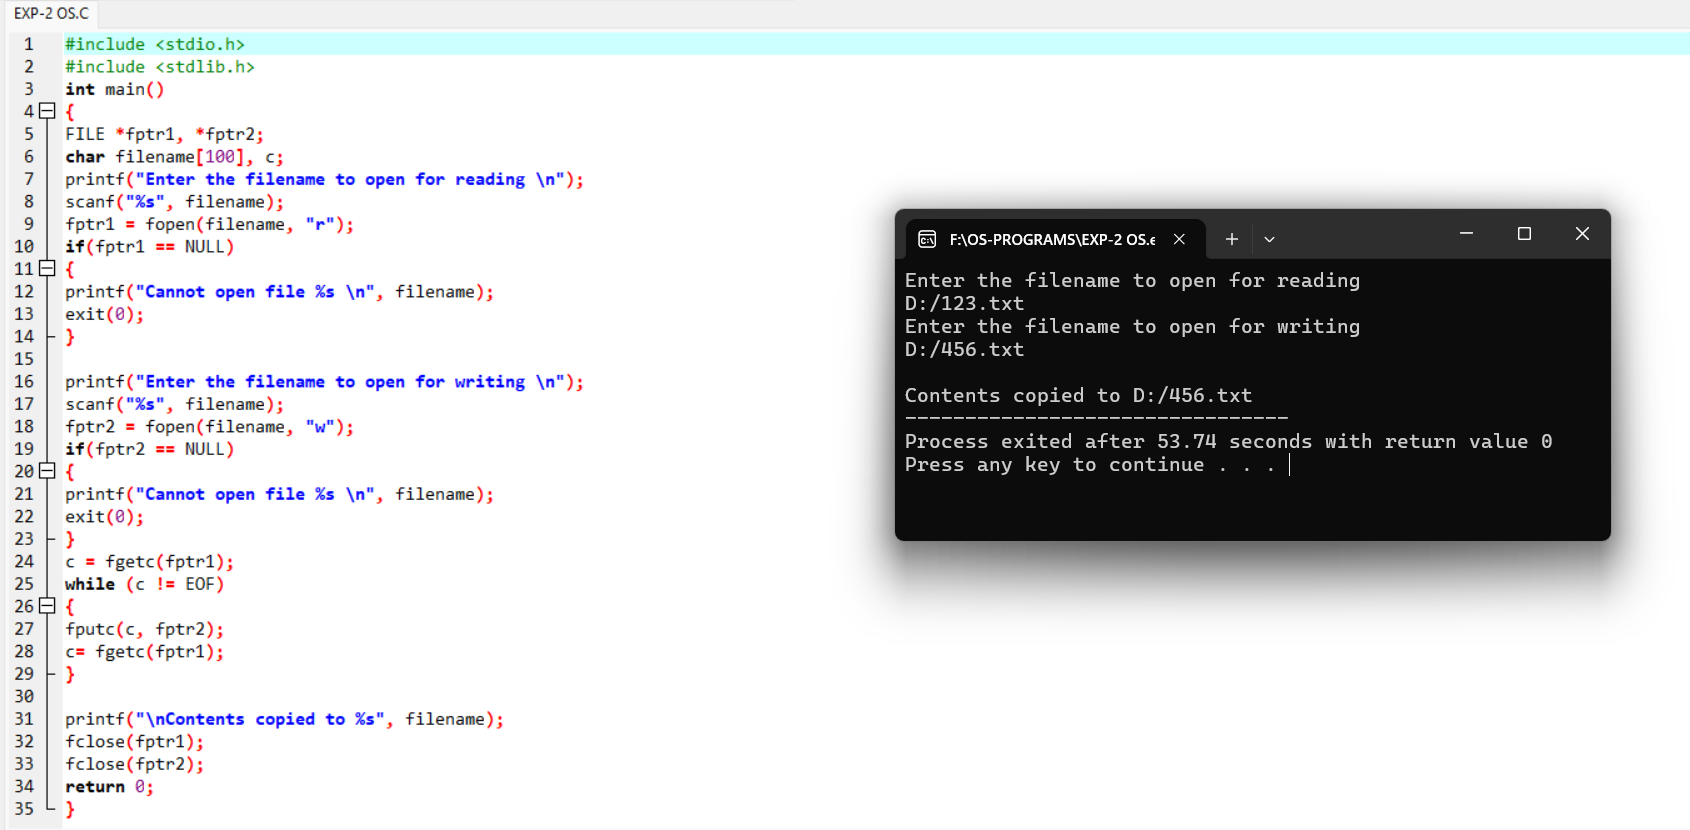 EXP-2 OS.C
1 #include <stdio.h>
2 #include <stdlib.h>
3 int main()
4 {
5 FILE *fptr1, *fptr2;
6 char filename[100], c;
7 printf("Enter the filename to open for reading \n");
8 scanf("%s", filename);
9 fptr1 = fopen(filename, "r");
10 if(fptr1 == NULL)
11 {
12 printf("Cannot open file %s \n", filename);
13 exit(0);
14 }
15
16 printf("Enter the filename to open for writing \n");
17 scanf("%s", filename);
18 fptr2 = fopen(filename, "w");
19 if(fptr2 == NULL)
20 {
21 printf("Cannot open file %s \n", filename);
22 exit(0);
23 }
24 c = fgetc(fptr1);
25 while (c != EOF)
26 {
27 fputc(c, fptr2);
28 c= fgetc(fptr1);
29 }
30
31 printf("\nContents copied to %s", filename);
32 fclose(fptr1);
33 fclose(fptr2);
34 return 0;
35 }
F:\OS-PROGRAMS\EXP-2 OS.e
Enter the filename to open for reading
D:/123.txt
Enter the filename to open for writing
D:/456.txt
Contents copied to D:/456.txt
--------------------------------
Process exited after 53.74 seconds with return value 0
Press any key to continue . . .